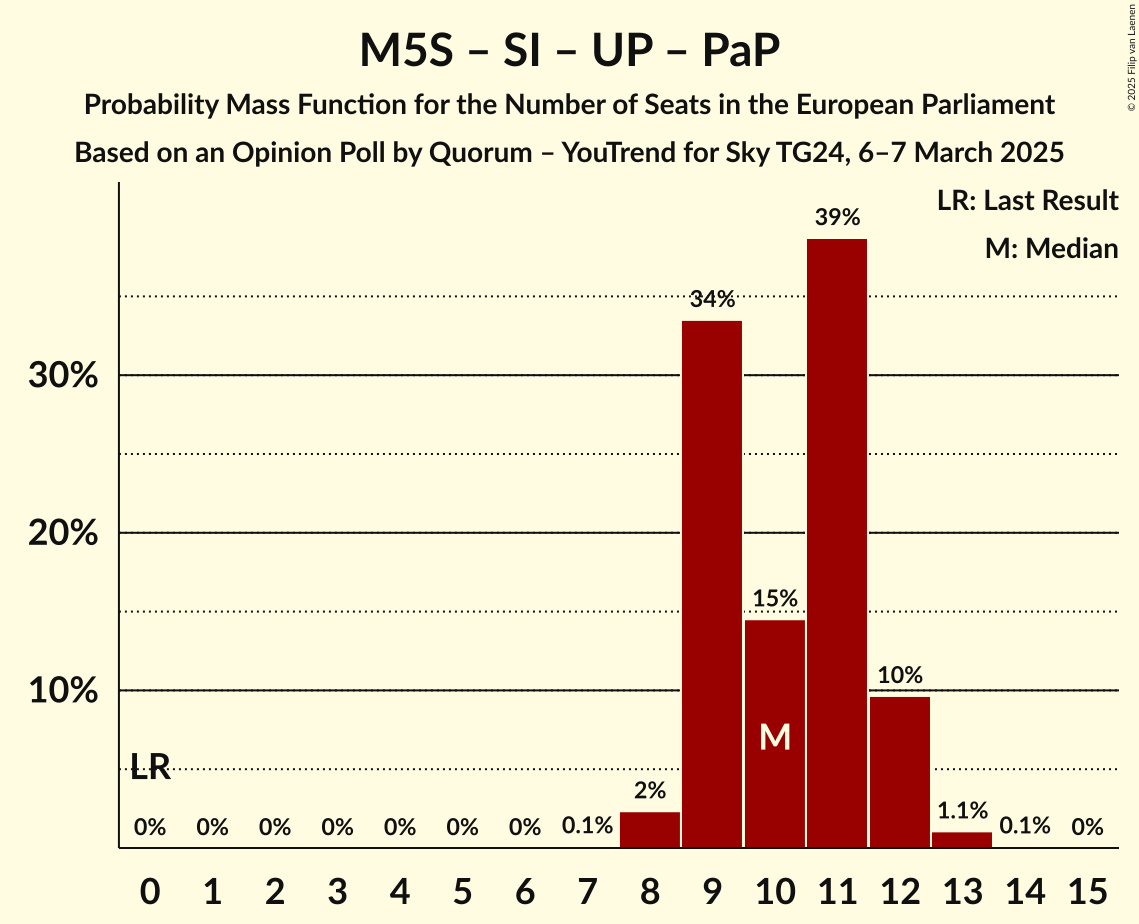 M5S – SI – UP – PaP
Probability Mass Function for the Number of Seats in the European Parliament
Based on an Opinion Poll by Quorum – YouTrend for Sky TG24, 6–7 March 2025
© 2025 Filip van Laenen
LR: Last Result
M: Median
39%
34%
30%
20%
15%
10%
10%
M
LR
2%
0% 0% 0% 0% 0% 0% 0% 0.1% 1.1% 0.1% 0%
0 1 2 3 4 5 6 7 8 9 10 11 12 13 14 15